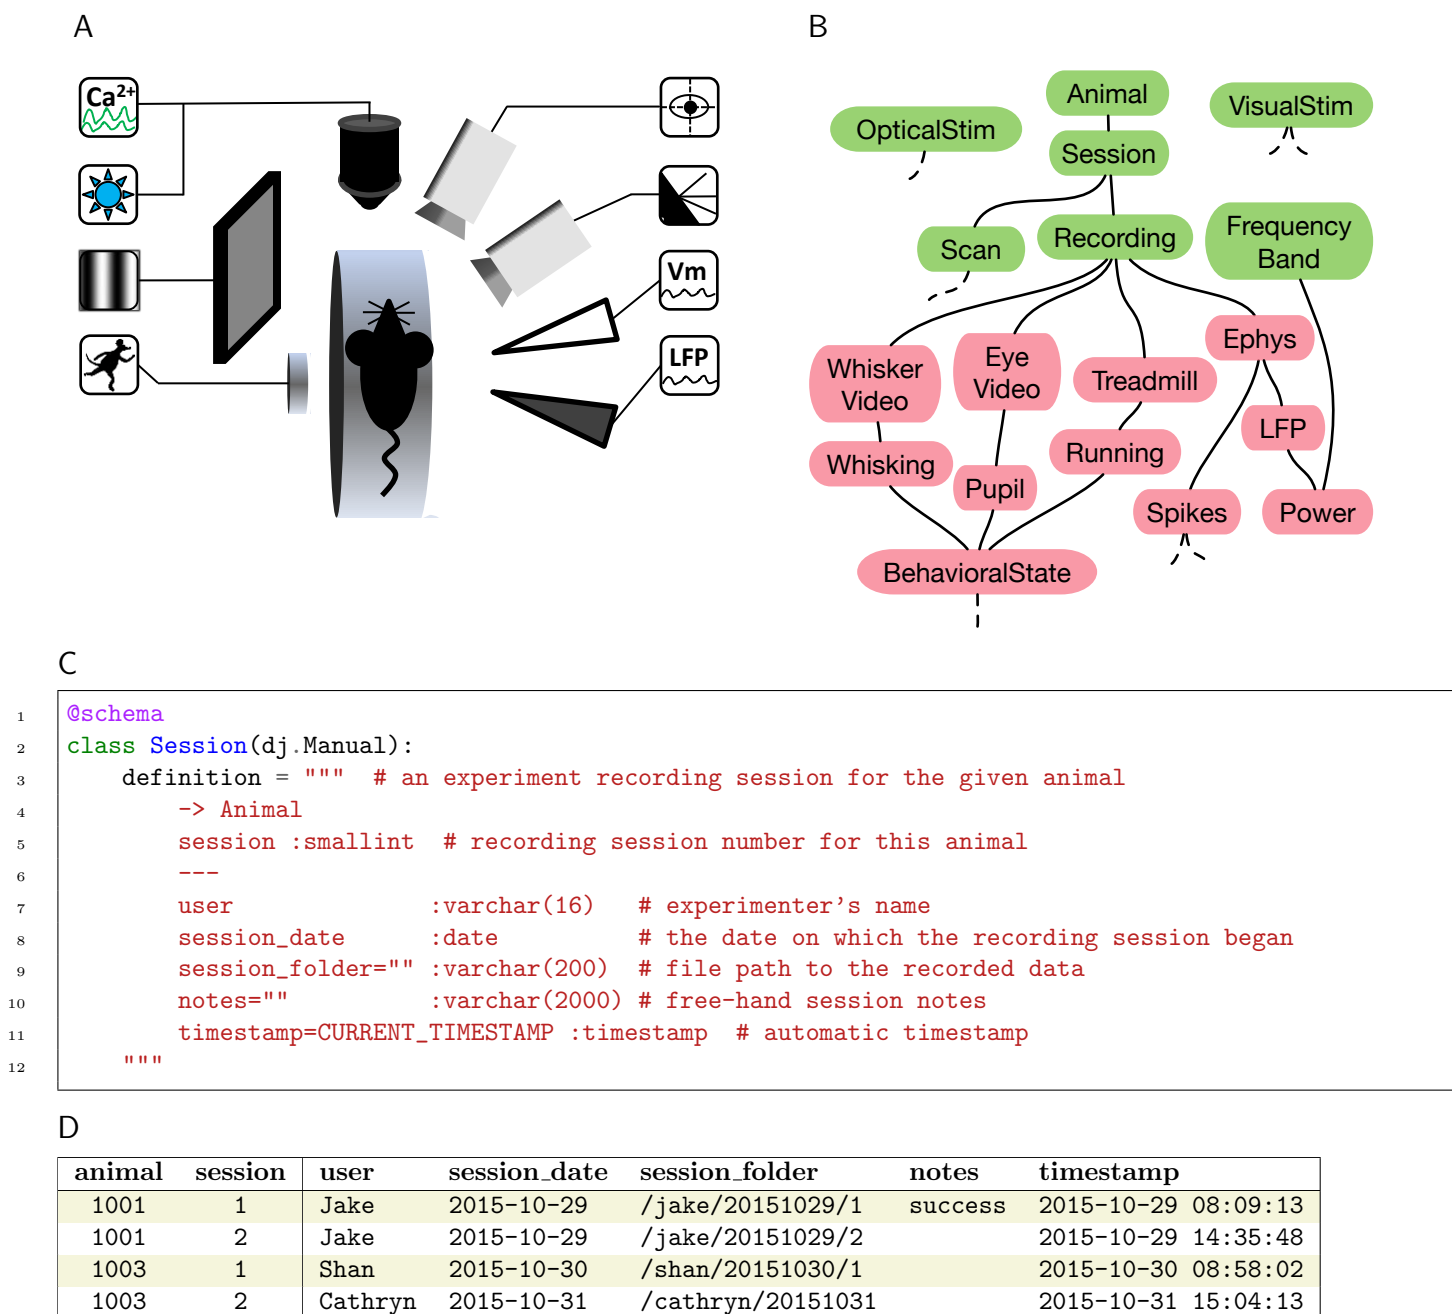 A
Ca²⁺
Vm
LFP
B
Animal
VisualStim
OpticalStim
Session
Frequency
Band
Recording
Scan
Ephys
Whisker
Video
Eye
Video
Treadmill
LFP
Running
Whisking
Pupil
Spikes
Power
BehavioralState
C
1 @schema
2 class Session(dj.Manual):
3 definition = """ # an experiment recording session for the given animal
4 -> Animal
5 session :smallint # recording session number for this animal
6 ---
7 user :varchar(16) # experimenter's name
8 session_date :date # the date on which the recording session began
9 session_folder="" :varchar(200) # file path to the recorded data
10 notes="" :varchar(2000) # free-hand session notes
11 timestamp=CURRENT_TIMESTAMP :timestamp # automatic timestamp
12 """
D
animal session user session_date session_folder notes timestamp
1001 1 Jake 2015-10-29 /jake/20151029/1 success 2015-10-29 08:09:13
1001 2 Jake 2015-10-29 /jake/20151029/2 2015-10-29 14:35:48
1003 1 Shan 2015-10-30 /shan/20151030/1 2015-10-30 08:58:02
1003 2 Cathryn 2015-10-31 /cathryn/20151031 2015-10-31 15:04:13